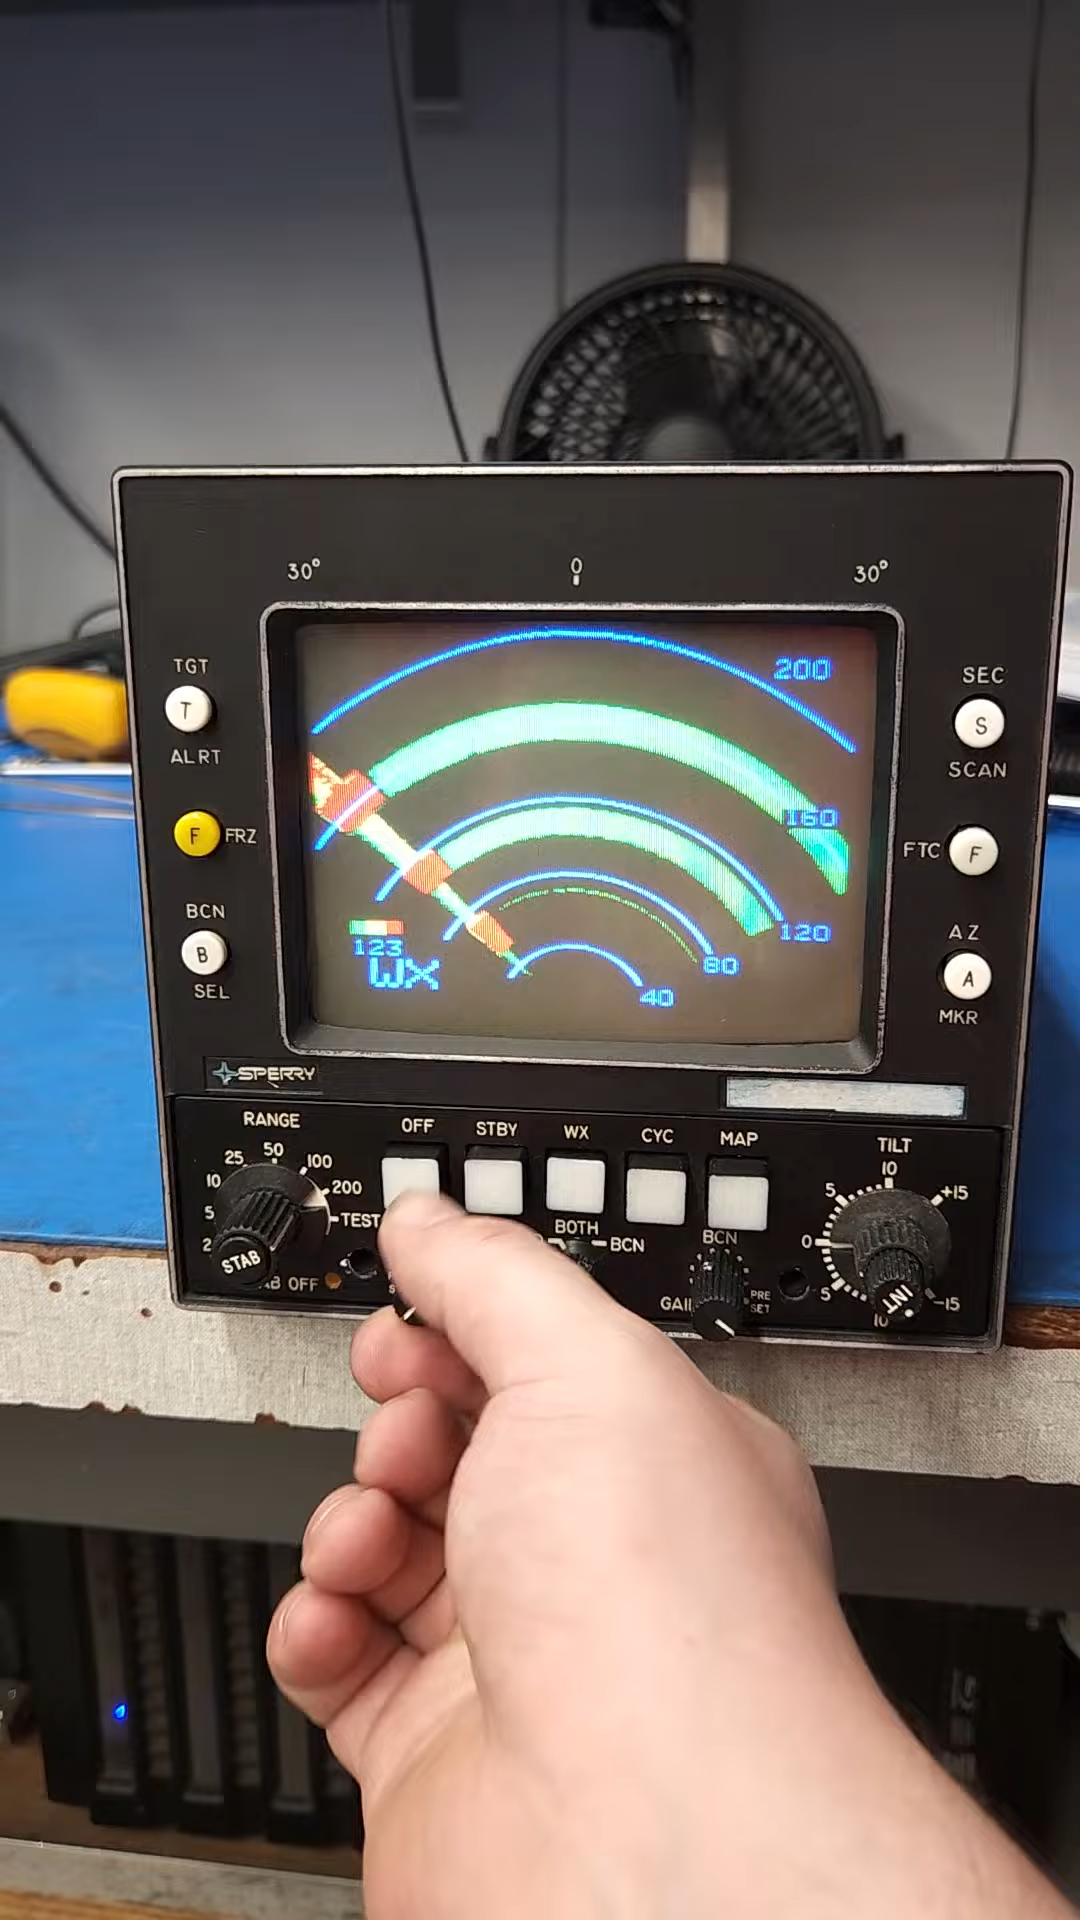 30° 0 30°
TGT
T
ALRT
F FRZ
BCN
B
SEL
SEC
S
SCAN
FTC F
AZ
A
MKR
200
160
120
80
40
123
WX
SPERRY
RANGE
OFF STBY WX CYC MAP
TILT
25 50 100
10 200
5 TEST
2
STAB
OFF
BOTH
BCN
BCN
PRE
SET
10
5 +15
0
5 -15
10
INT